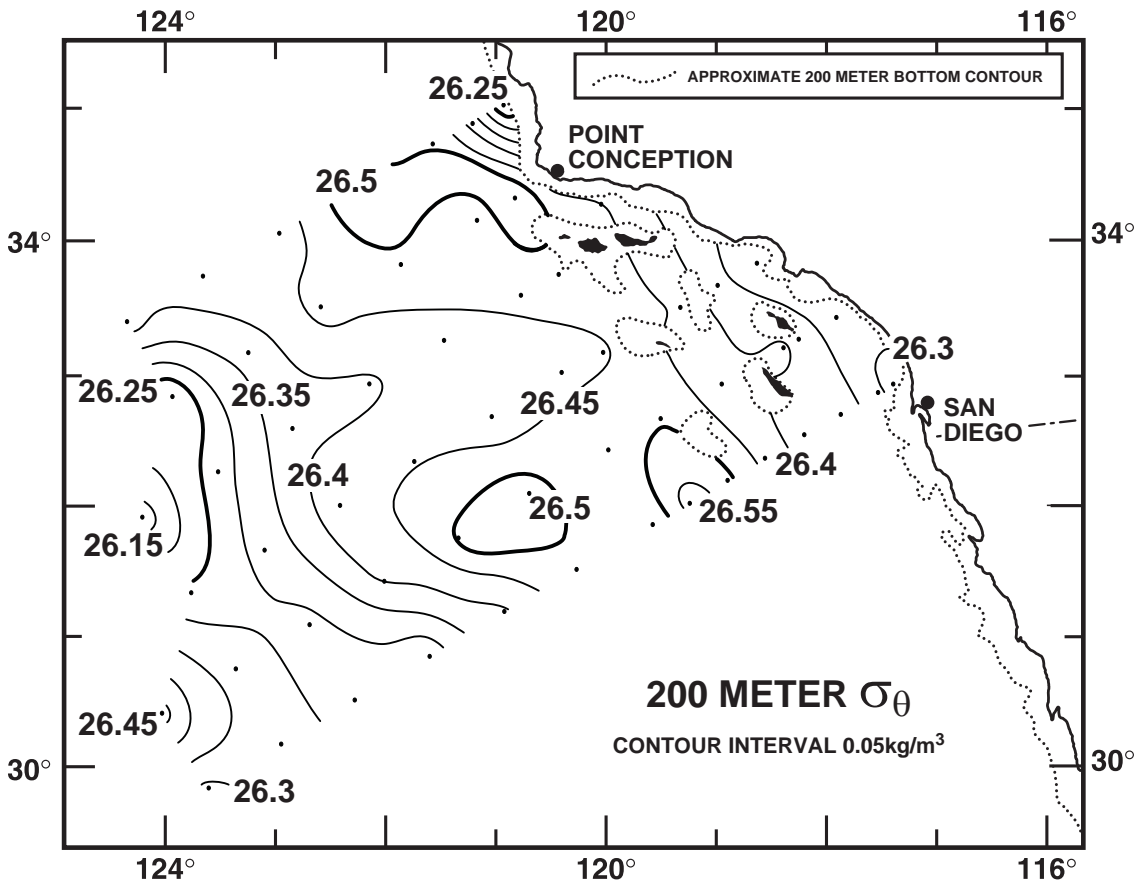 124° 120° 116°
APPROXIMATE 200 METER BOTTOM CONTOUR
26.25
POINT
CONCEPTION
26.5
34° 34°
26.3
26.25
26.35
26.45
SAN
DIEGO
26.4
26.4
26.5
26.55
26.15
200 METER σθ
26.45
CONTOUR INTERVAL 0.05kg/m³
30° 30°
26.3
124° 120° 116°